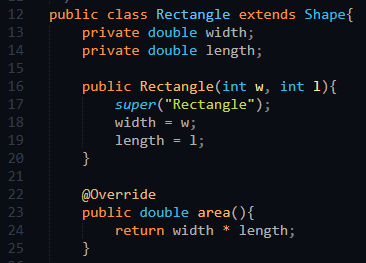 12 public class Rectangle extends Shape{
13 private double width;
14 private double length;
15
16 public Rectangle(int w, int l){
17 super("Rectangle");
18 width = w;
19 length = l;
20 }
21
22 @Override
23 public double area(){
24 return width * length;
25 }